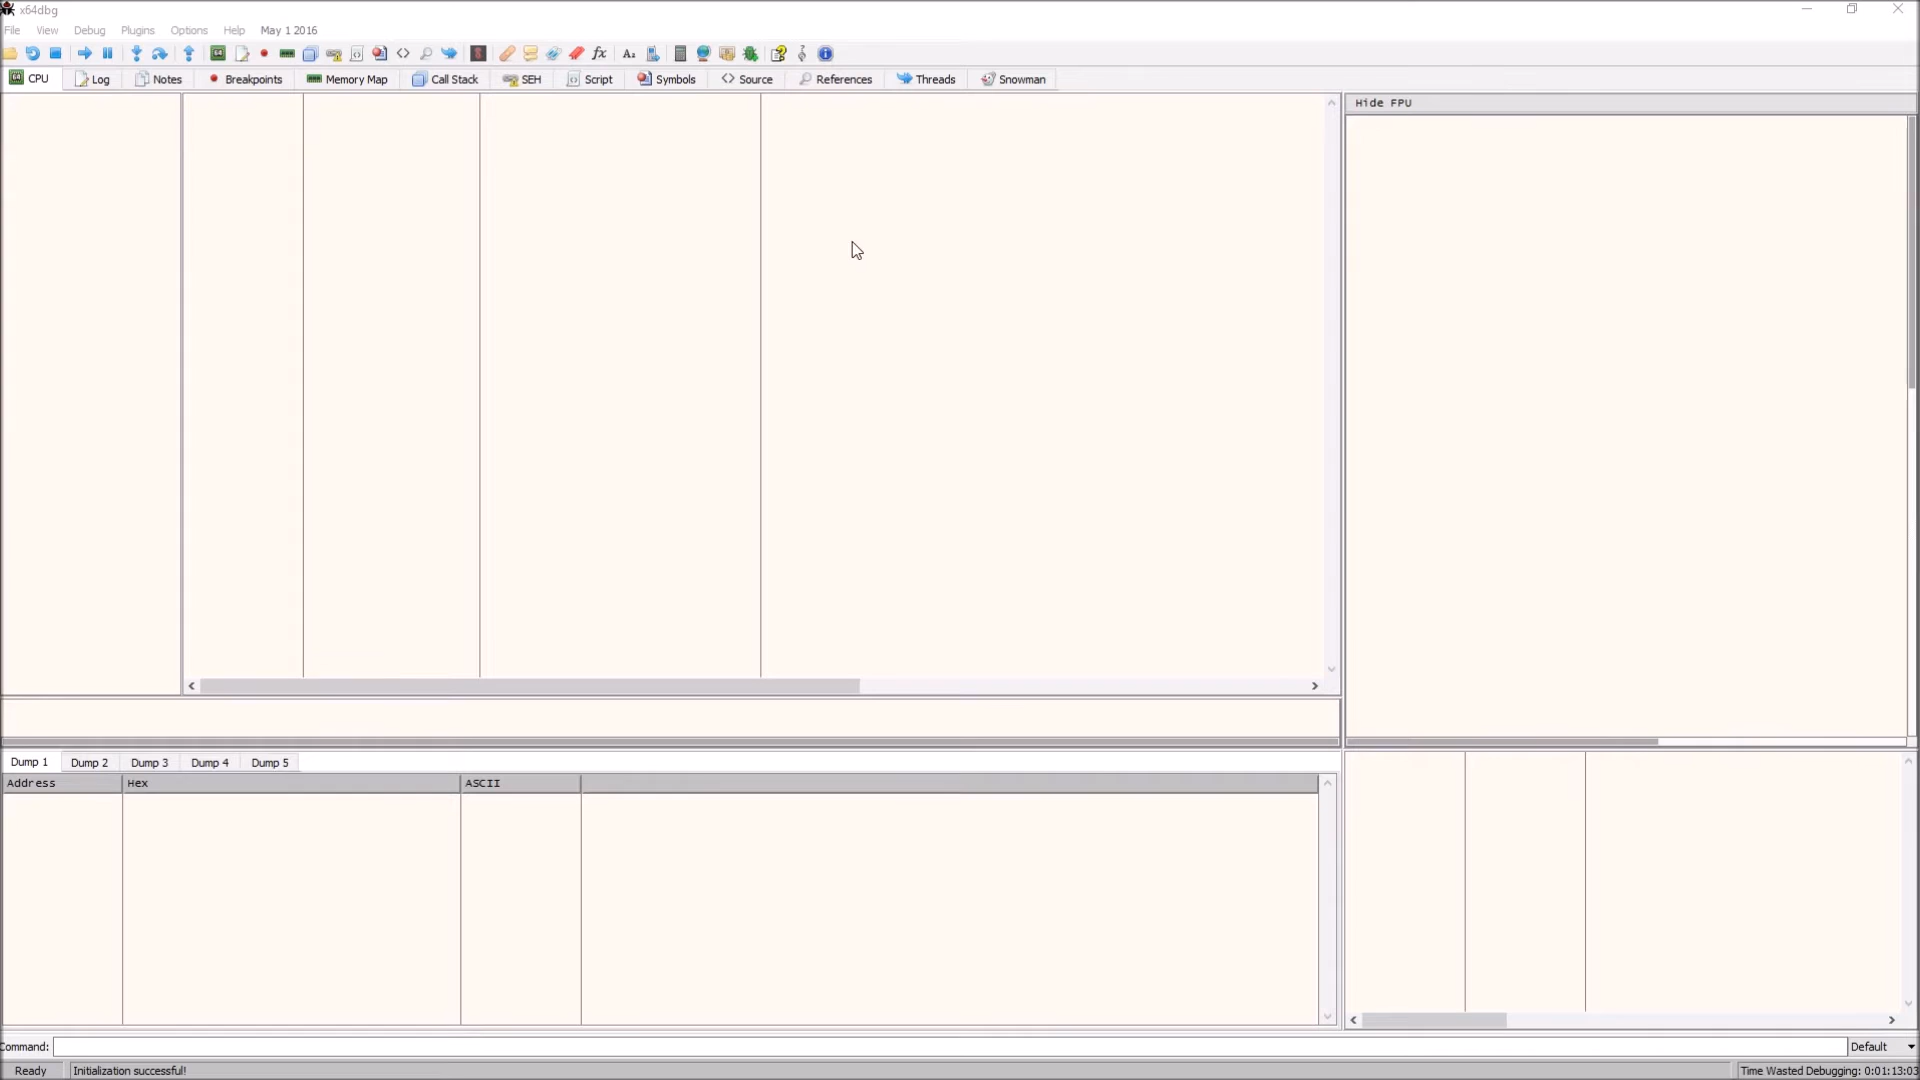 x64dbg
File View Debug Plugins Options Help May 1 2016
CPU Log Notes Breakpoints Memory Map Call Stack SEH Script Symbols Source References Threads Snowman
Hide FPU
Dump 1 Dump 2 Dump 3 Dump 4 Dump 5
Address Hex ASCII
Command: Default
Ready Initialization successful! Time Wasted Debugging: 0:01:13:03